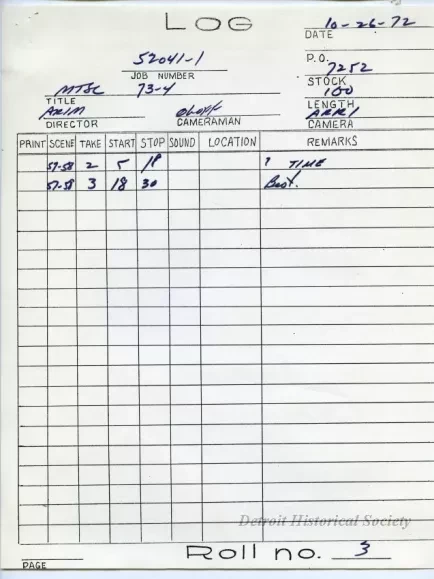 LOG
10-26-72
DATE
52041-1
JOB NUMBER
P.O.
7252
STOCK
MTSC 73-4
TITLE
100
LENGTH
DIRECTOR
CAMERAMAN
ARRI
CAMERA
PRINT SCENE TAKE START STOP SOUND LOCATION REMARKS
57-58 2 5 18 ? TIME
57-58 3 18 30 Best.
Detroit Historical Society
PAGE
Roll no. 3